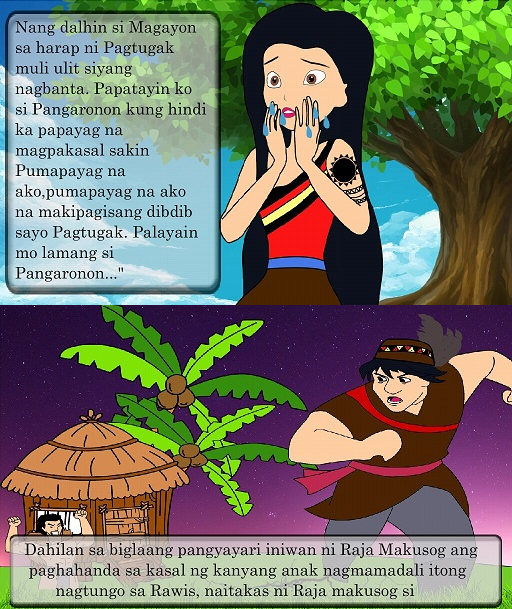 Nang dalhin si Magayon
sa harap ni Pagtugak
muli ulit siyang
nagbanta. Papatayin ko
si Pangaronon kung hindi
ka papayag na
magpakasal sakin
Pumapayag na
ako,pumapayag na ako
na makipagisang dibdib
sayo Pagtugak. Palayain
mo lamang si
Pangaronon..."
Dahilan sa biglaang pangyayari iniwan ni Raja Makusog ang
paghahanda sa kasal ng kanyang anak nagmamadali itong
nagtungo sa Rawis, naitakas ni Raja makusog si